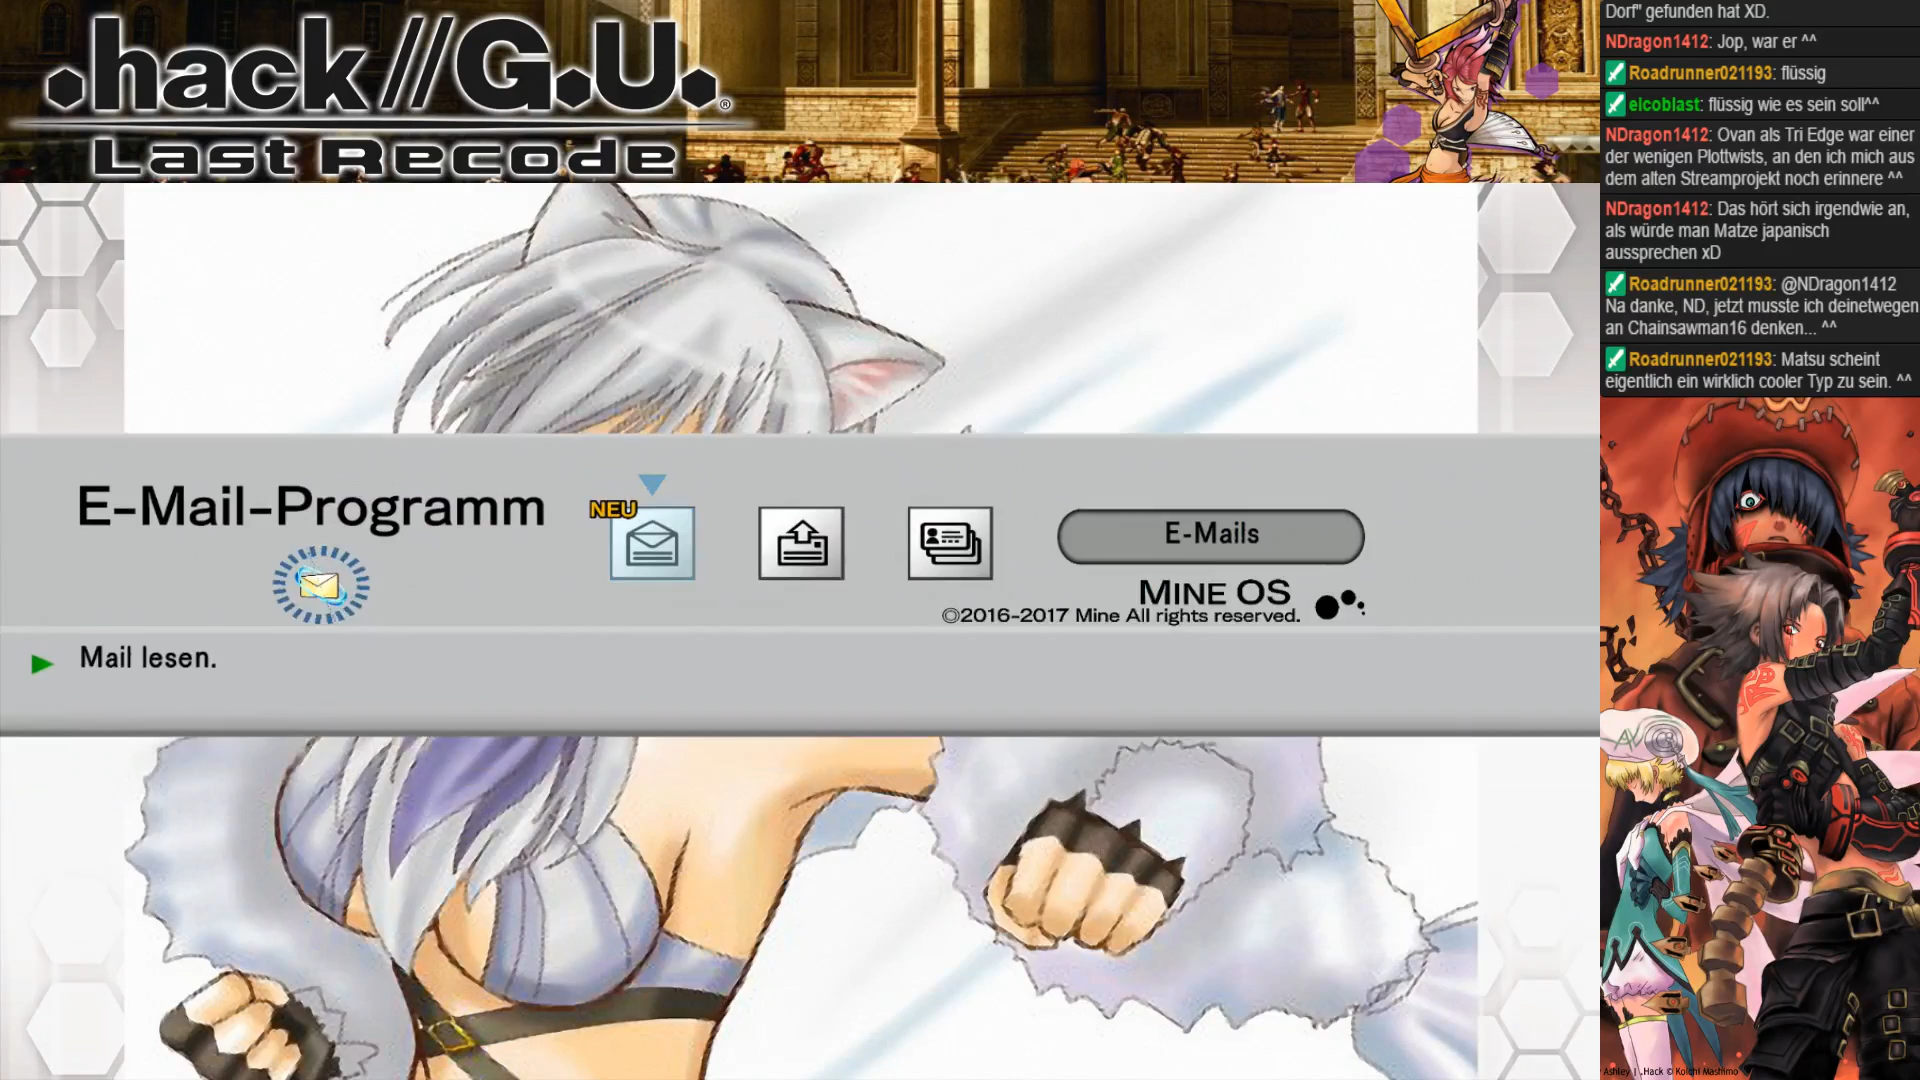 .hack//G.U.®
Last Recode
E-Mail-Programm
NEU
E-Mails
MINE OS
©2016-2017 Mine All rights reserved.
Mail lesen.
Dorf" gefunden hat XD.
NDragon1412: Jop, war er ^^
Roadrunner021193: flüssig
elcoblast: flüssig wie es sein soll^^
NDragon1412: Ovan als Tri Edge war einer
der wenigen Plottwists, an den ich mich aus
dem alten Streamprojekt noch erinnere ^^
NDragon1412: Das hört sich irgendwie an,
als würde man Matze japanisch
aussprechen xD
Roadrunner021193: @NDragon1412
Na danke, ND, jetzt musste ich deinetwegen
an Chainsawman16 denken... ^^
Roadrunner021193: Matsu scheint
eigentlich ein wirklich cooler Typ zu sein. ^^
Ashley | .Hack © Koichi Mashimo